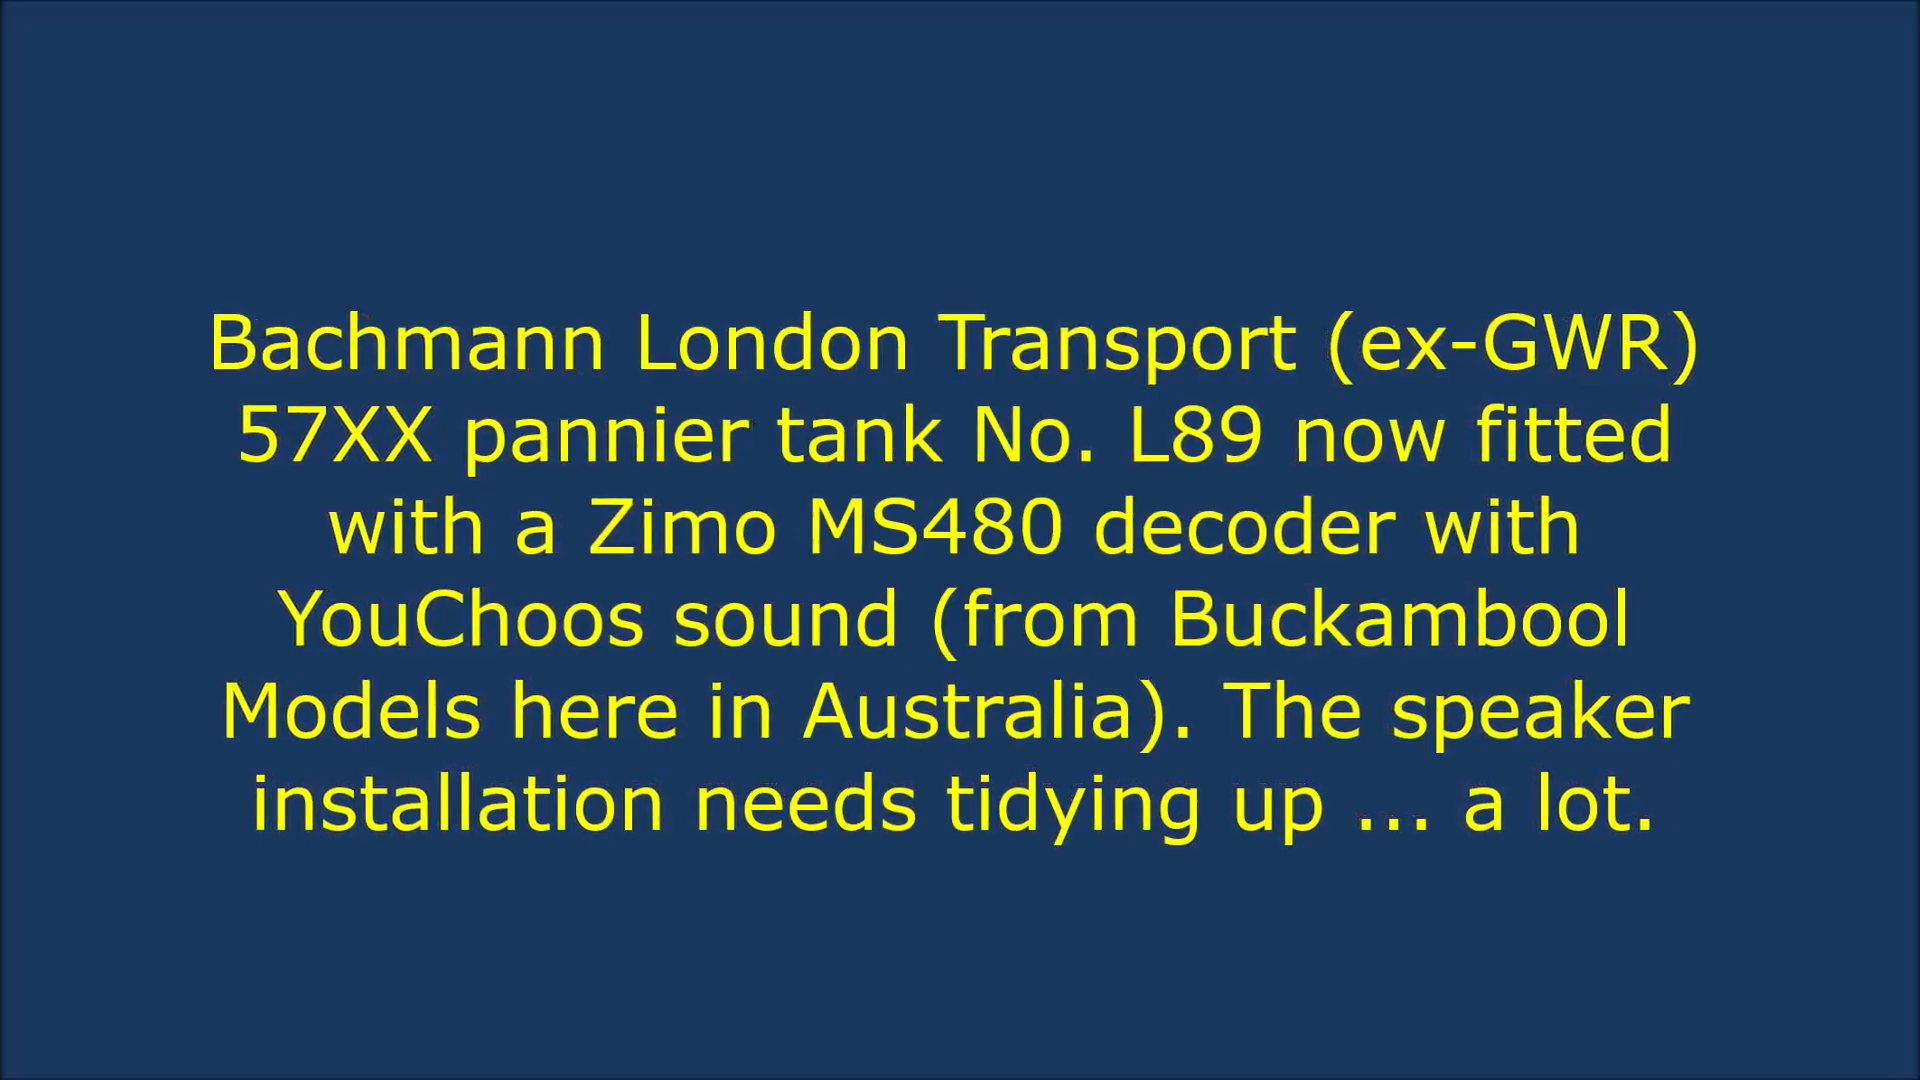 Bachmann London Transport (ex-GWR)
57XX pannier tank No. L89 now fitted
with a Zimo MS480 decoder with
YouChoos sound (from Buckambool
Models here in Australia). The speaker
installation needs tidying up ... a lot.